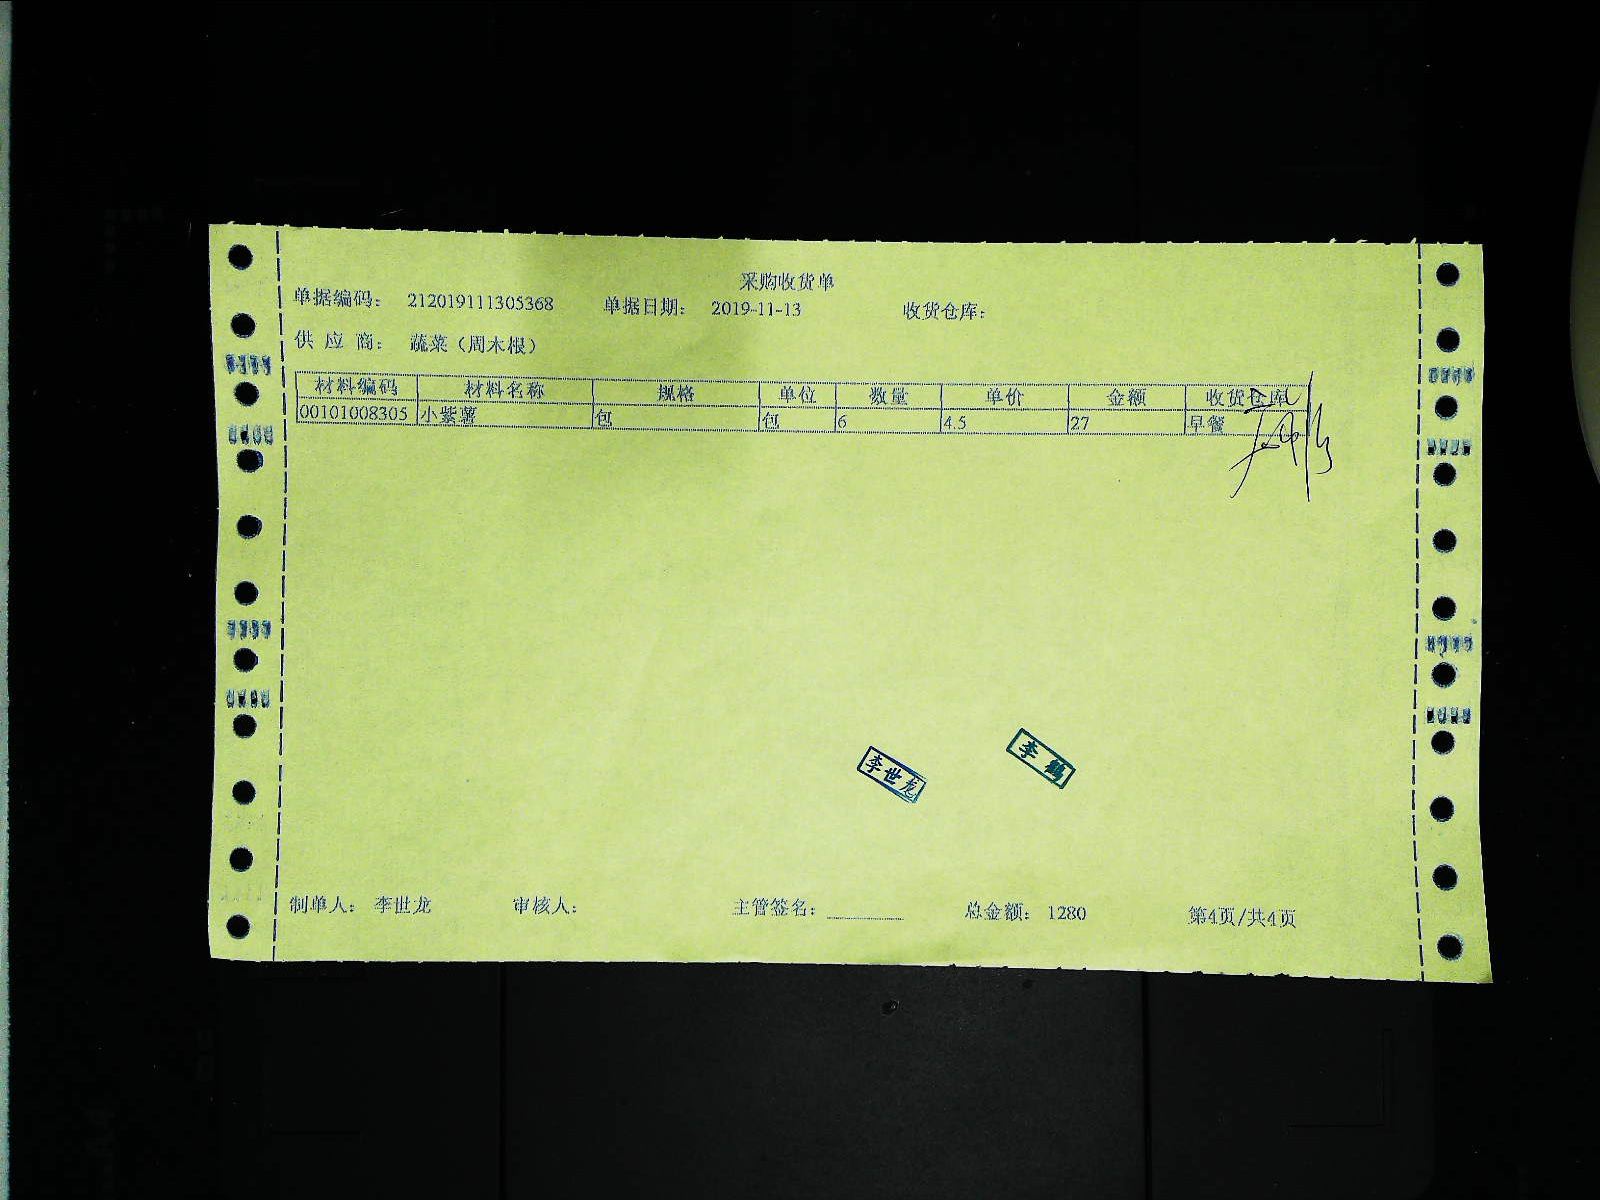 采购收货单
单据编码： 212019111305368 单据日期： 2019-11-13 收货仓库：
供 应 商： 蔬菜（周木根）
材料编码 材料名称 规格 单位 数量 单价 金额 收货仓库
00101008305 小紫薯 包 包 6 4.5 27 早餐
李世龙
李鹤
制单人： 李世龙 审核人： 主管签名： 总金额： 1280 第4页/共4页